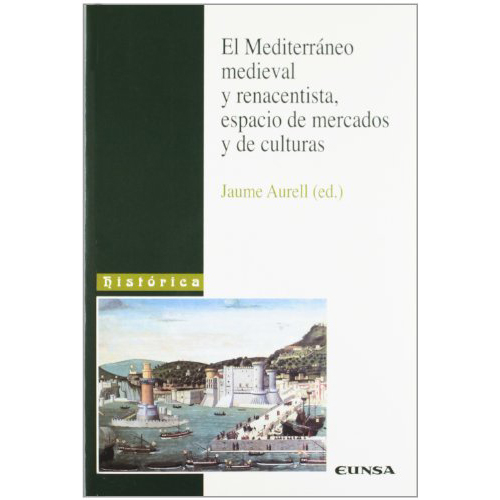 El Mediterráneo
medieval
y renacentista,
espacio de mercados
y de culturas
Jaume Aurell (ed.)
histórica
EUNSA